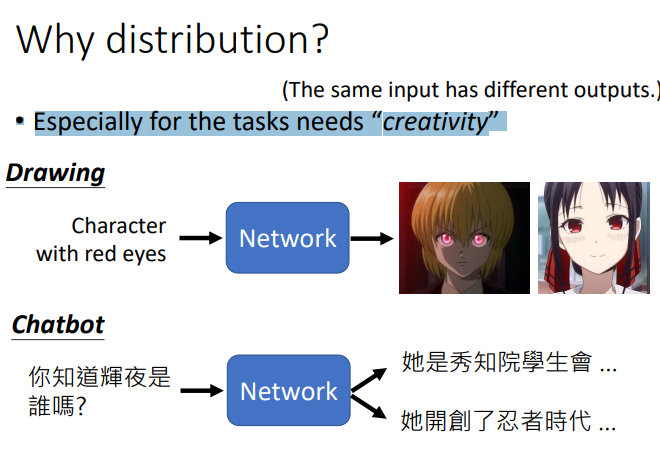 Why distribution?
(The same input has different outputs.)
• Especially for the tasks needs “creativity”
Drawing
Character
with red eyes
Network
Chatbot
你知道輝夜是
誰嗎?
Network
她是秀知院學生會 ...
她開創了忍者時代 ...